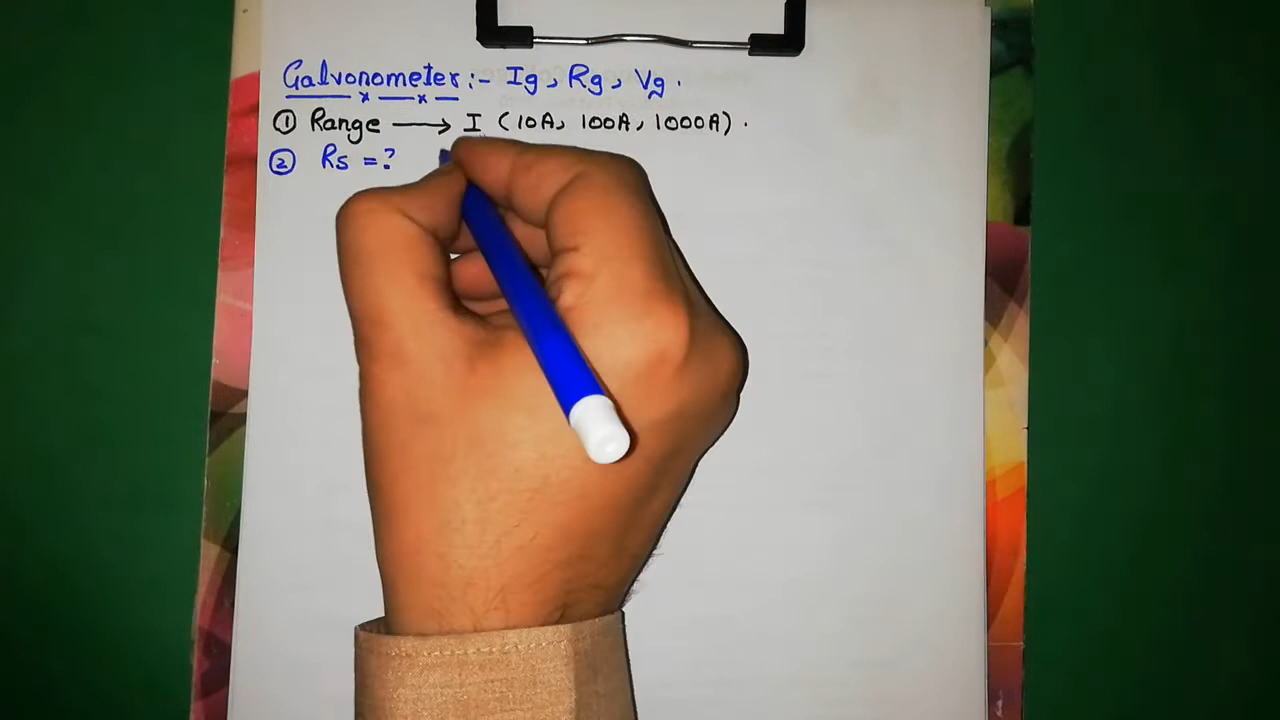 Galvonometer :- Ig, Rg, Vg.
① Range ⟶ I (10A, 100A, 1000A).
② Rs = ?